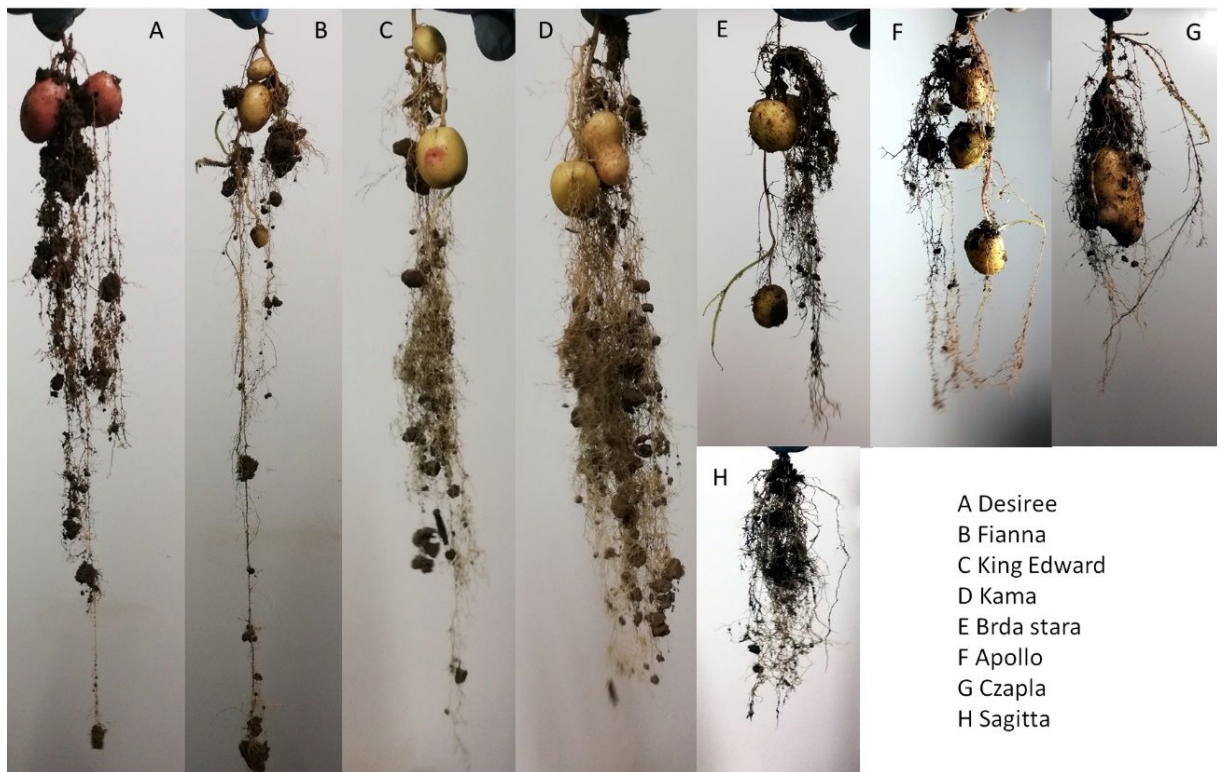 A
B
C
D
E
F
G
H
A Desiree
B Fianna
C King Edward
D Kama
E Brda stara
F Apollo
G Czapla
H Sagitta